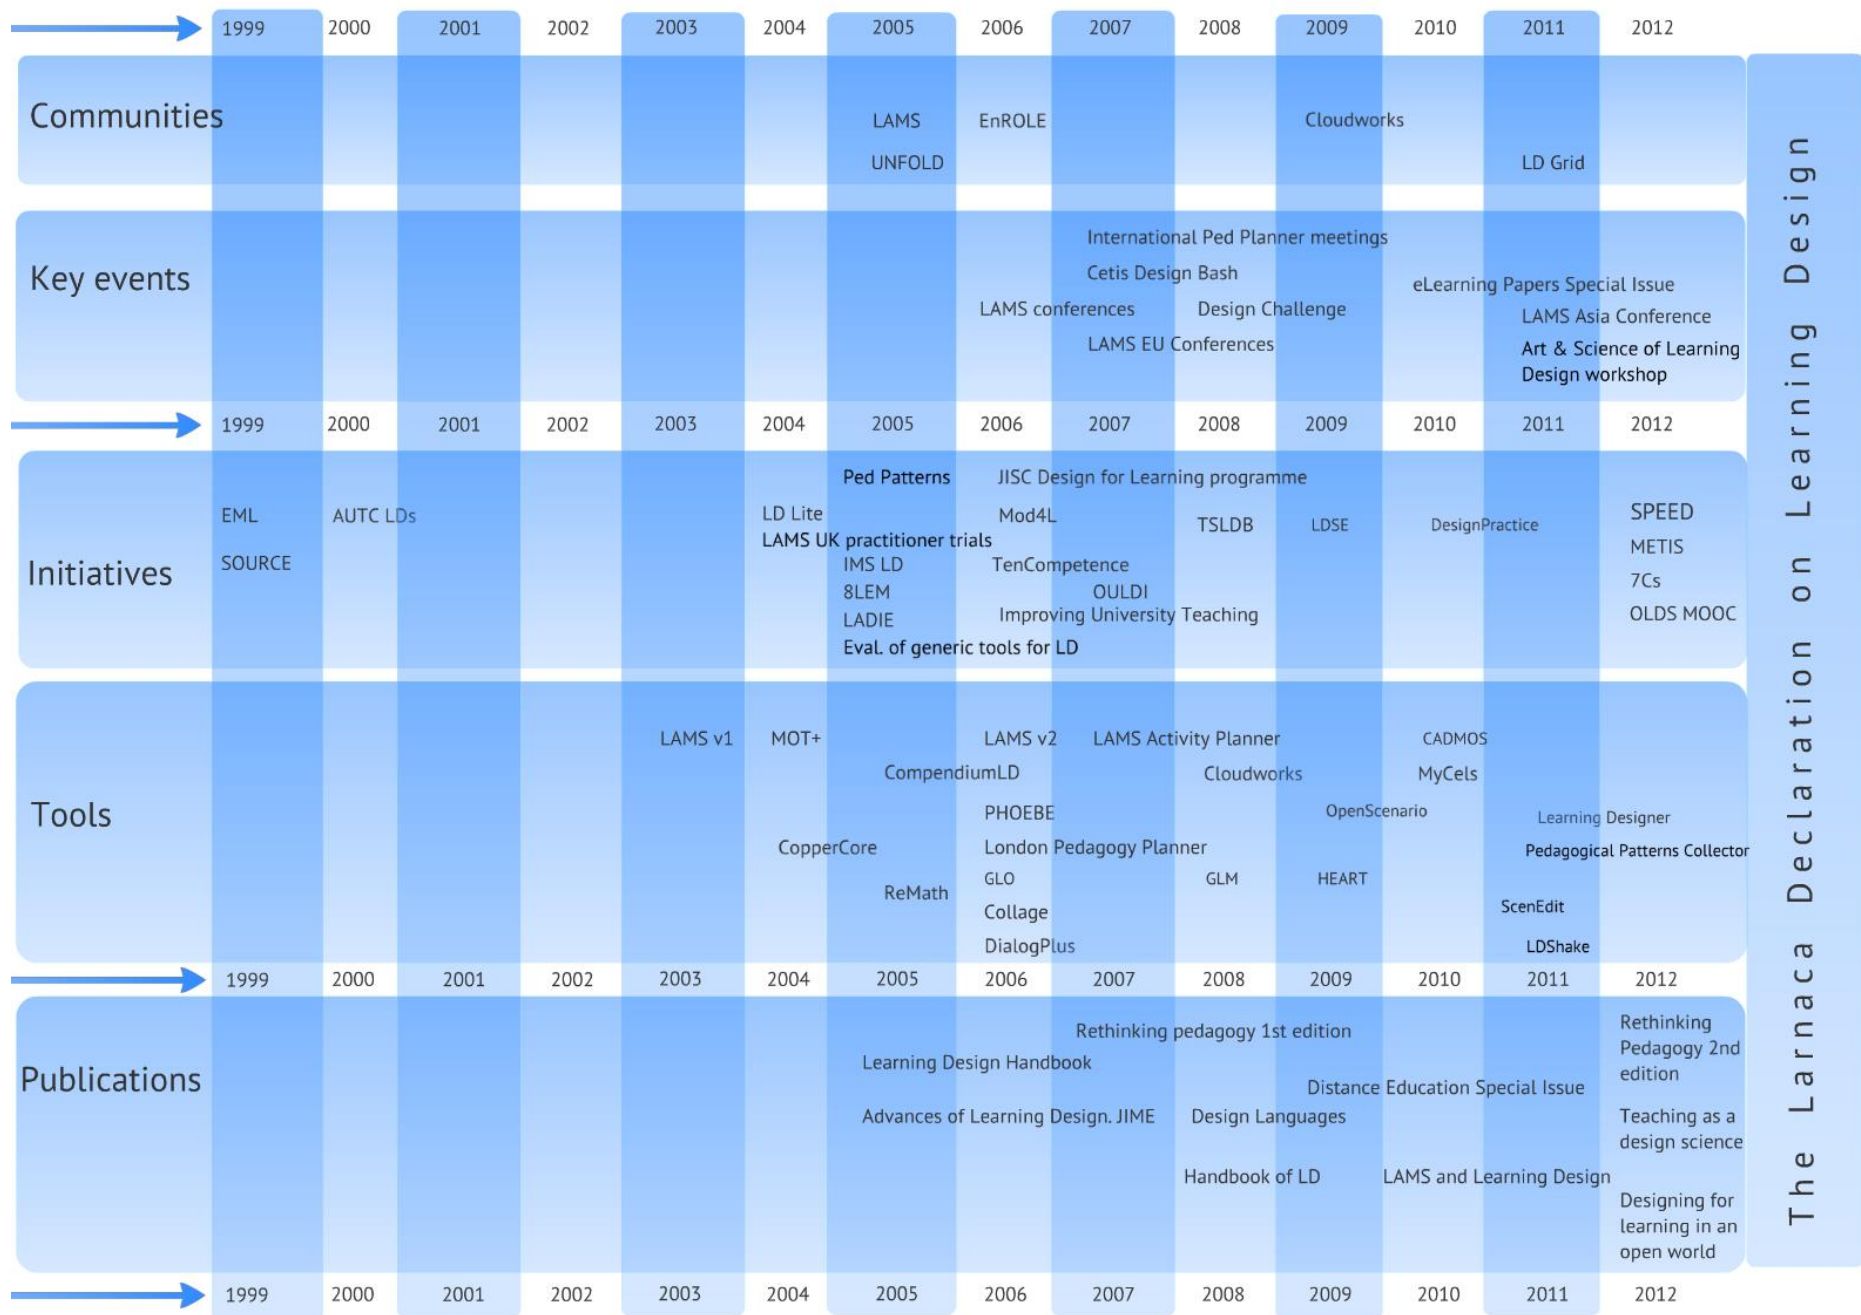 1999 2000 2001 2002 2003 2004 2005 2006 2007 2008 2009 2010 2011 2012
Communities
LAMS EnROLE Cloudworks
UNFOLD LD Grid
Key events
International Ped Planner meetings
Cetis Design Bash
eLearning Papers Special Issue
LAMS conferences Design Challenge
LAMS Asia Conference
LAMS EU Conferences
Art & Science of Learning
Design workshop
1999 2000 2001 2002 2003 2004 2005 2006 2007 2008 2009 2010 2011 2012
Initiatives
Ped Patterns JISC Design for Learning programme
EML AUTC LDs LD Lite Mod4L TSLDB LDSE DesignPractice SPEED
LAMS UK practitioner trials METIS
SOURCE IMS LD TenCompetence 7Cs
8LEM OULDI
LADIE Improving University Teaching OLDS MOOC
Eval. of generic tools for LD
Tools
LAMS v1 MOT+ LAMS v2 LAMS Activity Planner CADMOS
CompendiumLD Cloudworks MyCels
PHOEBE OpenScenario Learning Designer
CopperCore London Pedagogy Planner Pedagogical Patterns Collector
GLO GLM HEART
ReMath
Collage ScenEdit
DialogPlus LDShake
1999 2000 2001 2002 2003 2004 2005 2006 2007 2008 2009 2010 2011 2012
Publications
Rethinking pedagogy 1st edition
Learning Design Handbook
Distance Education Special Issue
Advances of Learning Design. JIME Design Languages
Handbook of LD LAMS and Learning Design
Rethinking
Pedagogy 2nd
edition
Teaching as a
design science
Designing for
learning in an
open world
1999 2000 2001 2002 2003 2004 2005 2006 2007 2008 2009 2010 2011 2012
The Larnaca Declaration on Learning Design